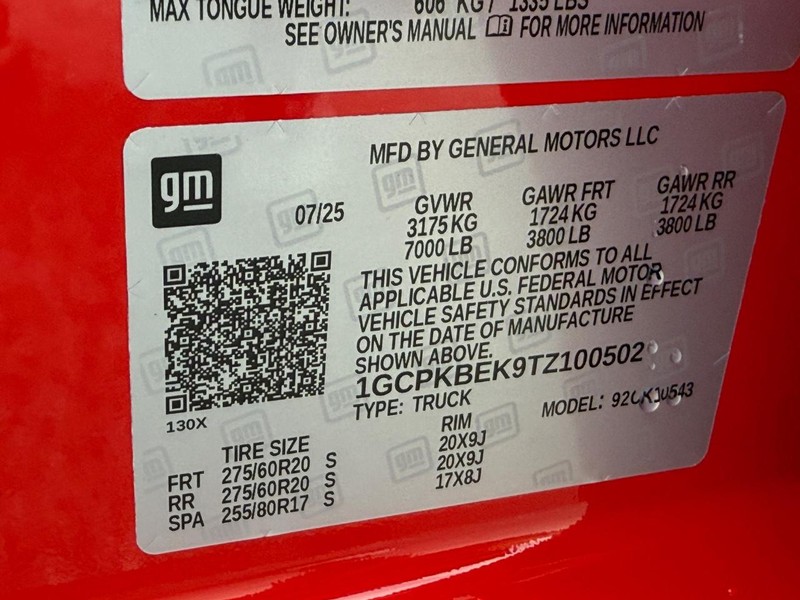 MAX TONGUE WEIGHT: 606 KG / 1335 LBS
SEE OWNER'S MANUAL FOR MORE INFORMATION
gm
MFD BY GENERAL MOTORS LLC
07/25
GVWR GAWR FRT GAWR RR
3175 KG 1724 KG 1724 KG
7000 LB 3800 LB 3800 LB
THIS VEHICLE CONFORMS TO ALL
APPLICABLE U.S. FEDERAL MOTOR
VEHICLE SAFETY STANDARDS IN EFFECT
ON THE DATE OF MANUFACTURE
SHOWN ABOVE.
1GCPKBEK9TZ100502
TYPE: TRUCK MODEL:
130X
TIRE SIZE RIM
FRT 275/60R20 S 20X9J
RR 275/60R20 S 20X9J
SPA 255/80R17 S 17X8J